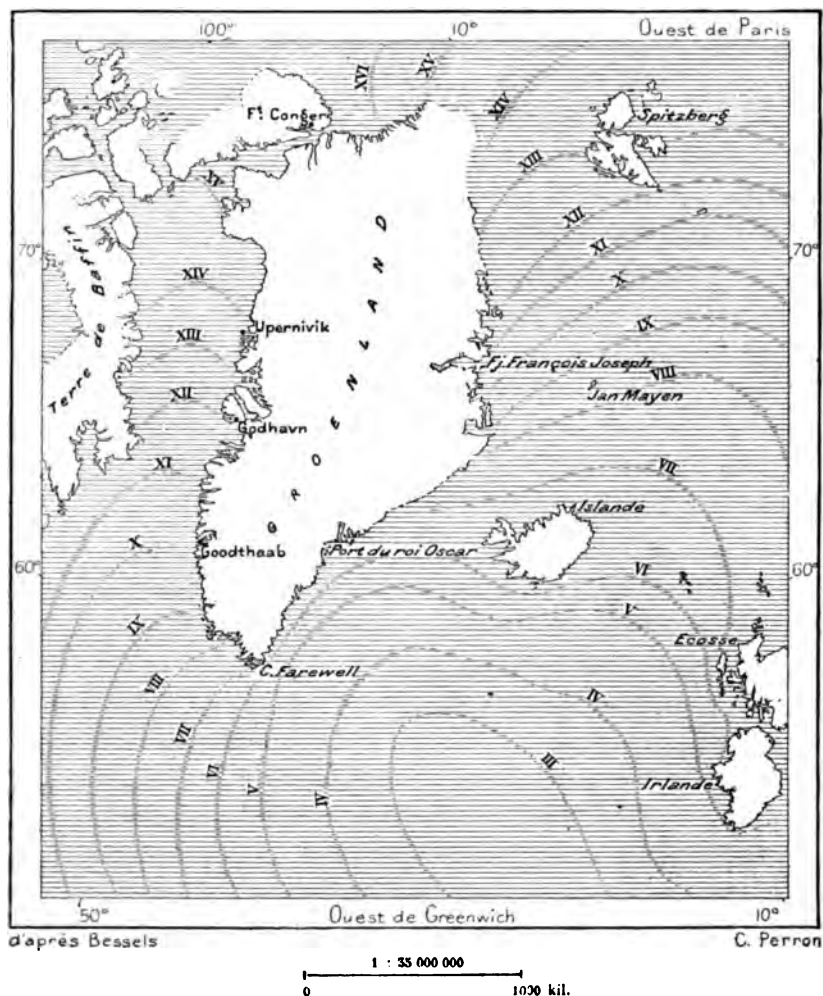 100° 10° Ouest de Paris
XVI XV
XIV
Ft. Conger
Spitzberg
XIII
XV
XII
XI
70° 70°
X
XIV
IX
Terre de Baffin
XIII
Upernivik
GROENLAND
Fj. François Joseph
VIII
Jan Mayen
XII
Godhavn
XI
VII
Islande
X
Goodthaab
Port du roi Oscar
60° 60°
VI
V
IX
Ecosse
C. Farewell
VIII
IV
VII
III
VI
V
IV
Irlande
50° Ouest de Greenwich 10°
d'après Bessels C. Perron
1 : 35 000 000
0 1000 kil.